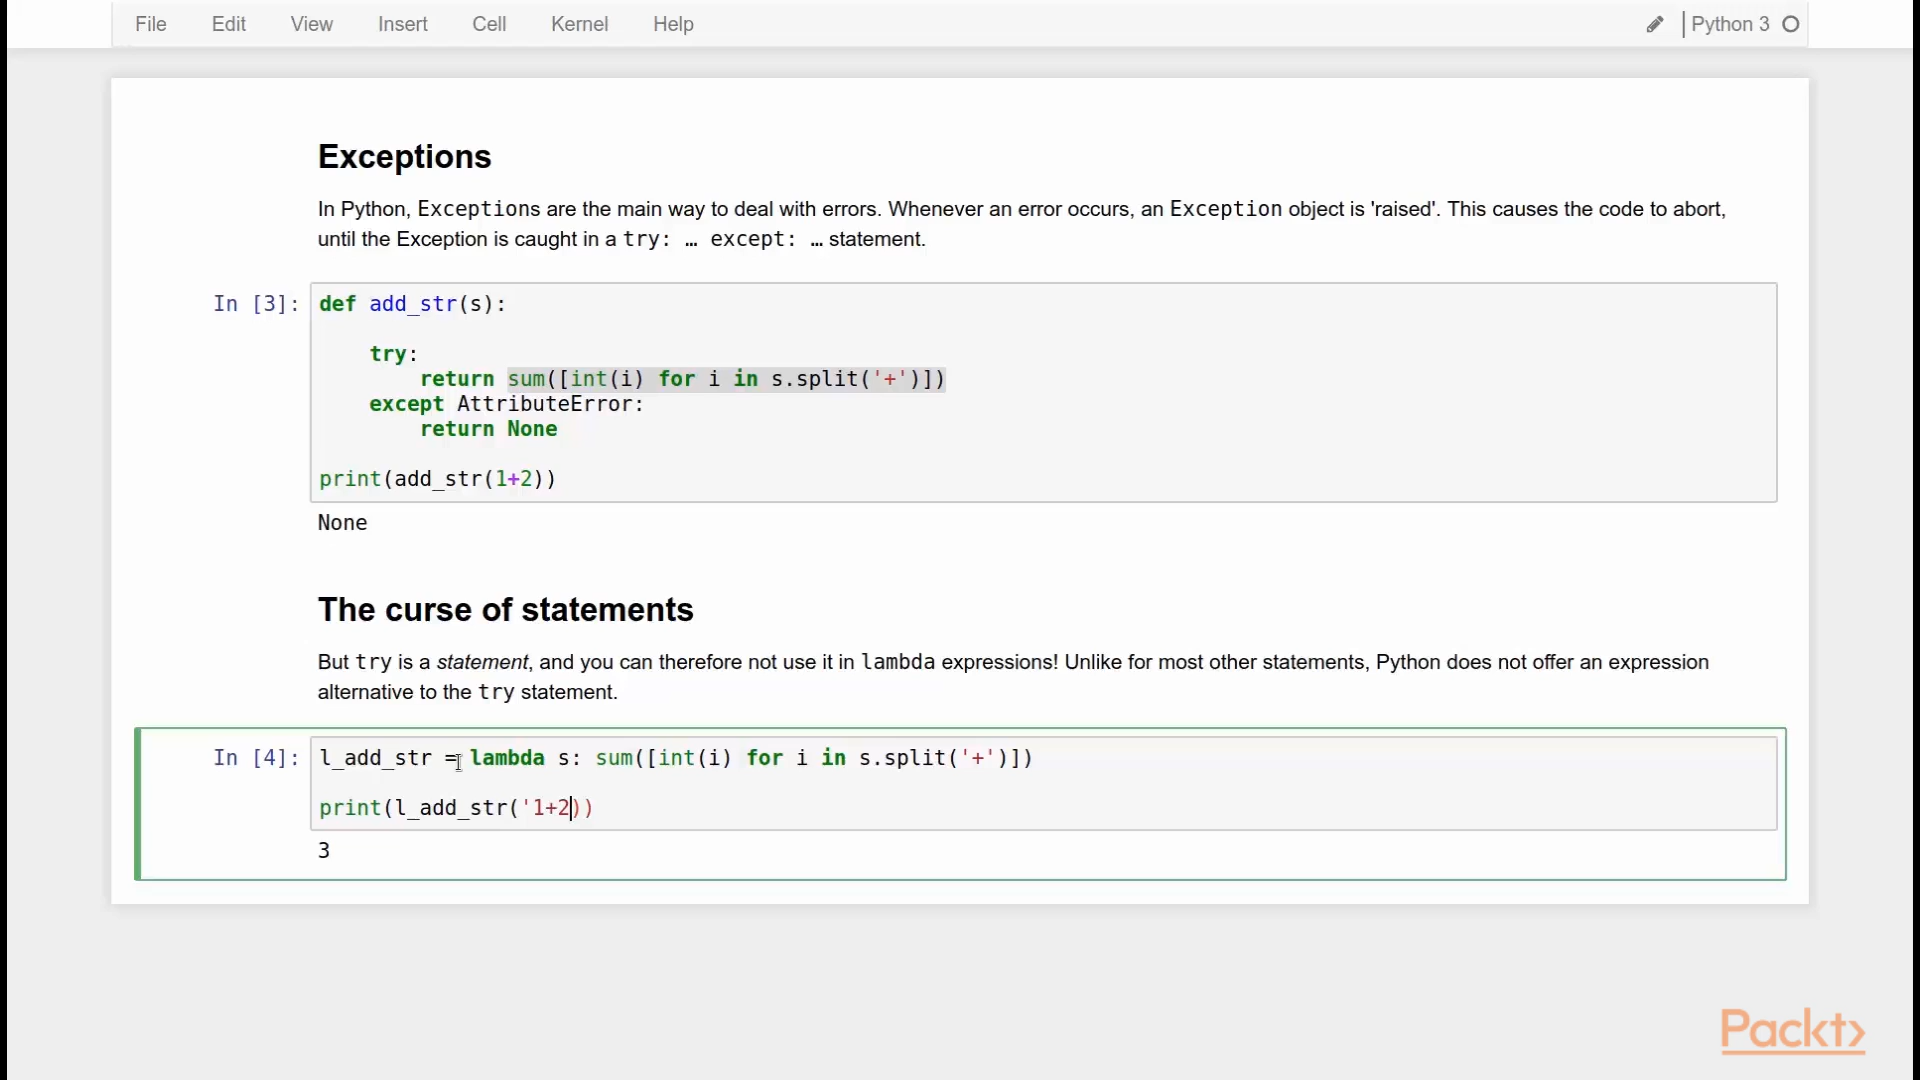 File Edit View Insert Cell Kernel Help Python 3
Exceptions
In Python, Exceptions are the main way to deal with errors. Whenever an error occurs, an Exception object is 'raised'. This causes the code to abort,
until the Exception is caught in a try: … except: … statement.
In [3]: def add_str(s):
try:
return sum([int(i) for i in s.split('+')])
except AttributeError:
return None
print(add_str(1+2))
None
The curse of statements
But try is a statement, and you can therefore not use it in lambda expressions! Unlike for most other statements, Python does not offer an expression
alternative to the try statement.
In [4]: l_add_str = lambda s: sum([int(i) for i in s.split('+')])
print(l_add_str('1+2))
3
Packt>